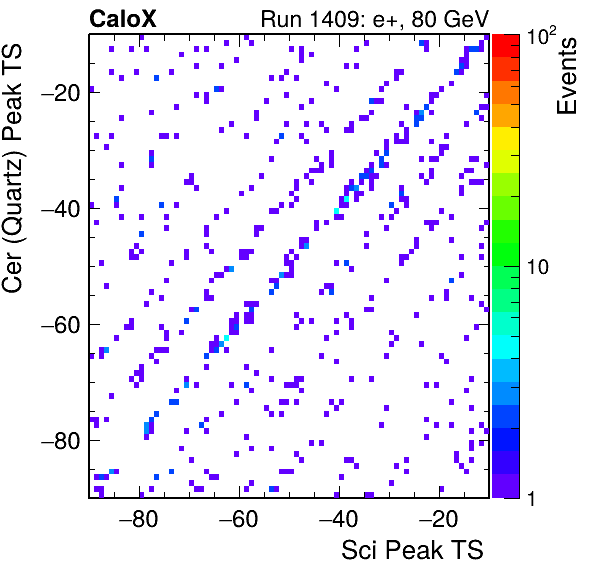 CaloX Run 1409: e+, 80 GeV
Cer (Quartz) Peak TS
−20
−40
−60
−80
−80 −60 −40 −20
Sci Peak TS
10²
10
1
Events